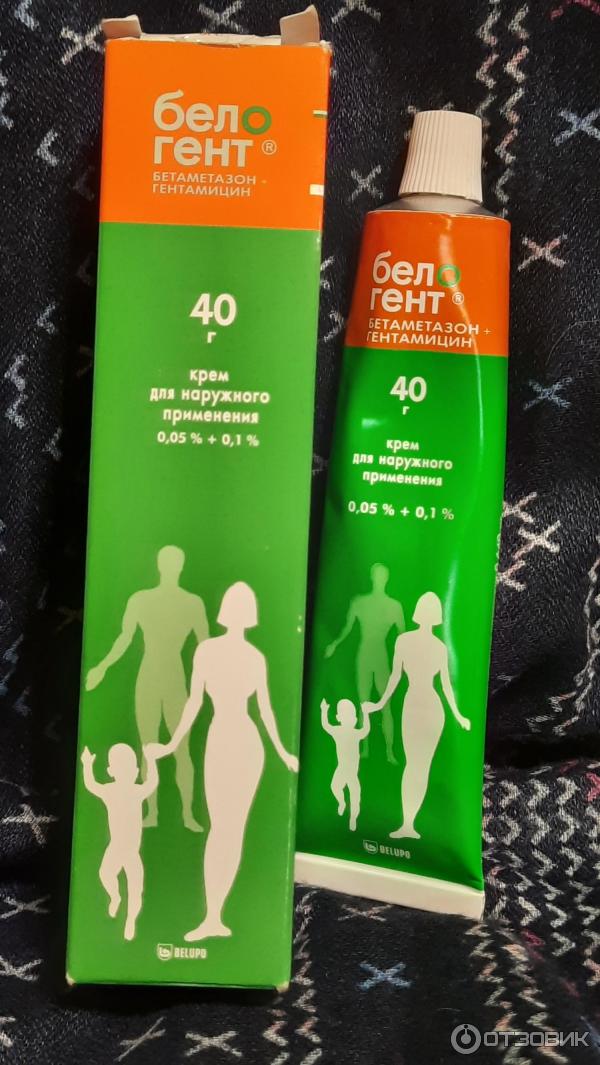 бело
гент ®
БЕТАМЕТАЗОН +
ГЕНТАМИЦИН
40
г
крем
для наружного
применения
0,05 % + 0,1 %
BELUPO
бело
гент ®
БЕТАМЕТАЗОН +
ГЕНТАМИЦИН
40
г
крем
для наружного
применения
0,05 % + 0,1 %
BELUPO
ОТЗОВИК